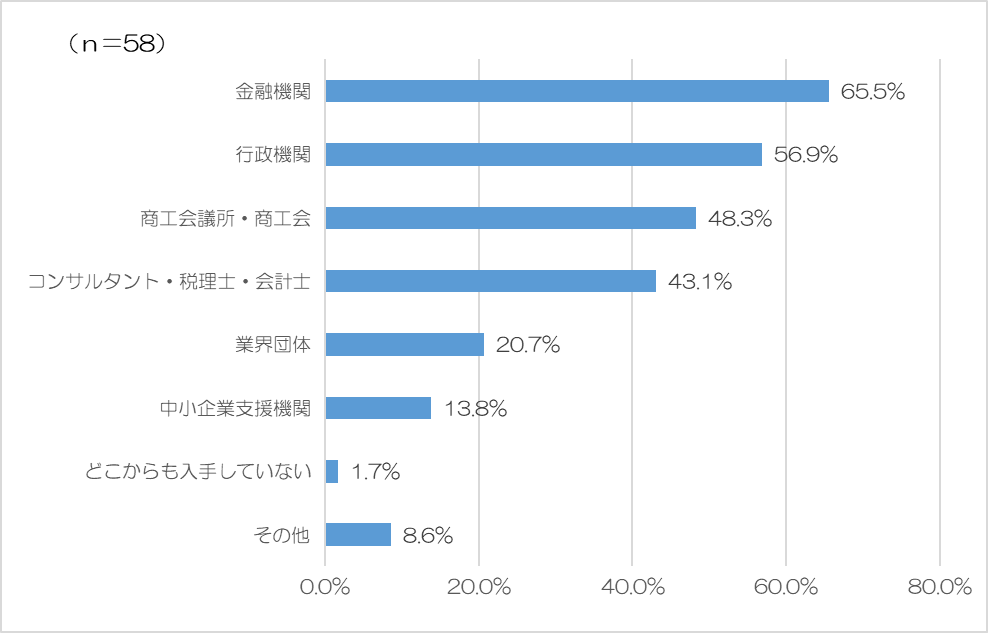 （ｎ＝58）
金融機関 65.5%
行政機関 56.9%
商工会議所・商工会 48.3%
コンサルタント・税理士・会計士 43.1%
業界団体 20.7%
中小企業支援機関 13.8%
どこからも入手していない 1.7%
その他 8.6%
0.0% 20.0% 40.0% 60.0% 80.0%